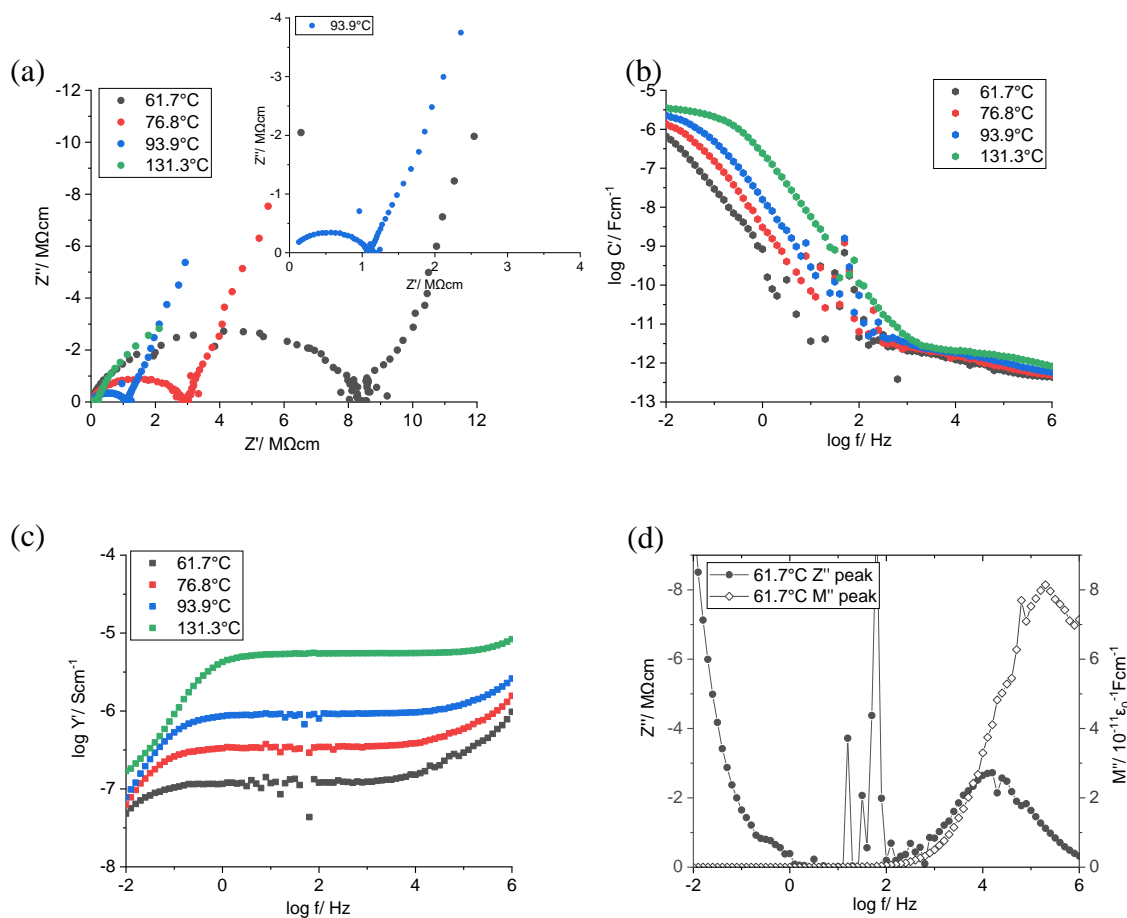 (a)
-12
-10
-8
-6
-4
-2
0
0 2 4 6 8 10 12
Z''/ MΩcm
Z'/ MΩcm
61.7°C
76.8°C
93.9°C
131.3°C
93.9°C
-4
-3
-2
-1
0
0 1 2 3 4
Z''/ MΩcm
Z'/ MΩcm
(b)
61.7°C
76.8°C
93.9°C
131.3°C
-5
-6
-7
-8
-9
-10
-11
-12
-13
-2 0 2 4 6
log C'/ Fcm⁻¹
log f/ Hz
(c)
61.7°C
76.8°C
93.9°C
131.3°C
-4
-5
-6
-7
-8
-2 0 2 4 6
log Y'/ Scm⁻¹
log f/ Hz
(d)
61.7°C Z'' peak
61.7°C M'' peak
-8
-6
-4
-2
0
-2 0 2 4 6
8
6
4
2
0
Z''/ MΩcm
M''/ 10⁻¹¹ε₀⁻¹Fcm⁻¹
log f/ Hz